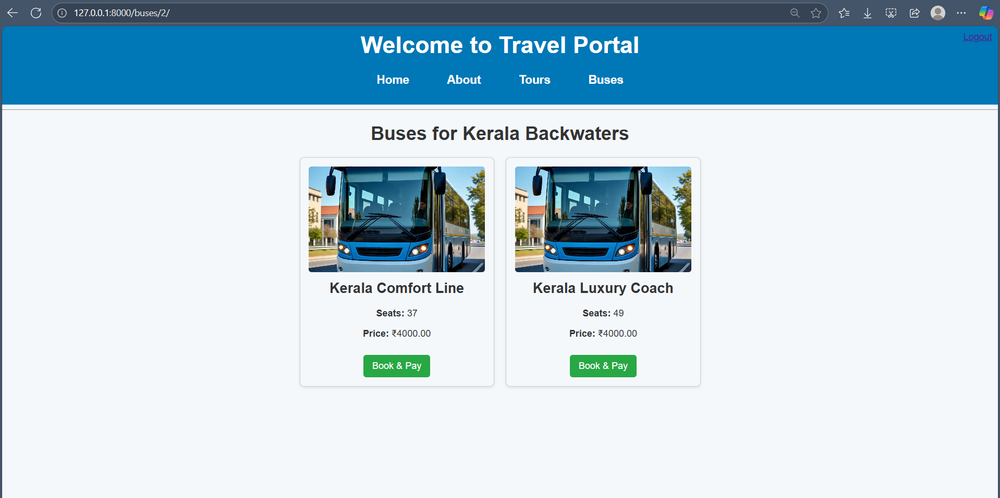 127.0.0.1:8000/buses/2/
Logout
Welcome to Travel Portal
Home About Tours Buses
Buses for Kerala Backwaters
Kerala Comfort Line
Seats: 37
Price: ₹4000.00
Book & Pay
Kerala Luxury Coach
Seats: 49
Price: ₹4000.00
Book & Pay